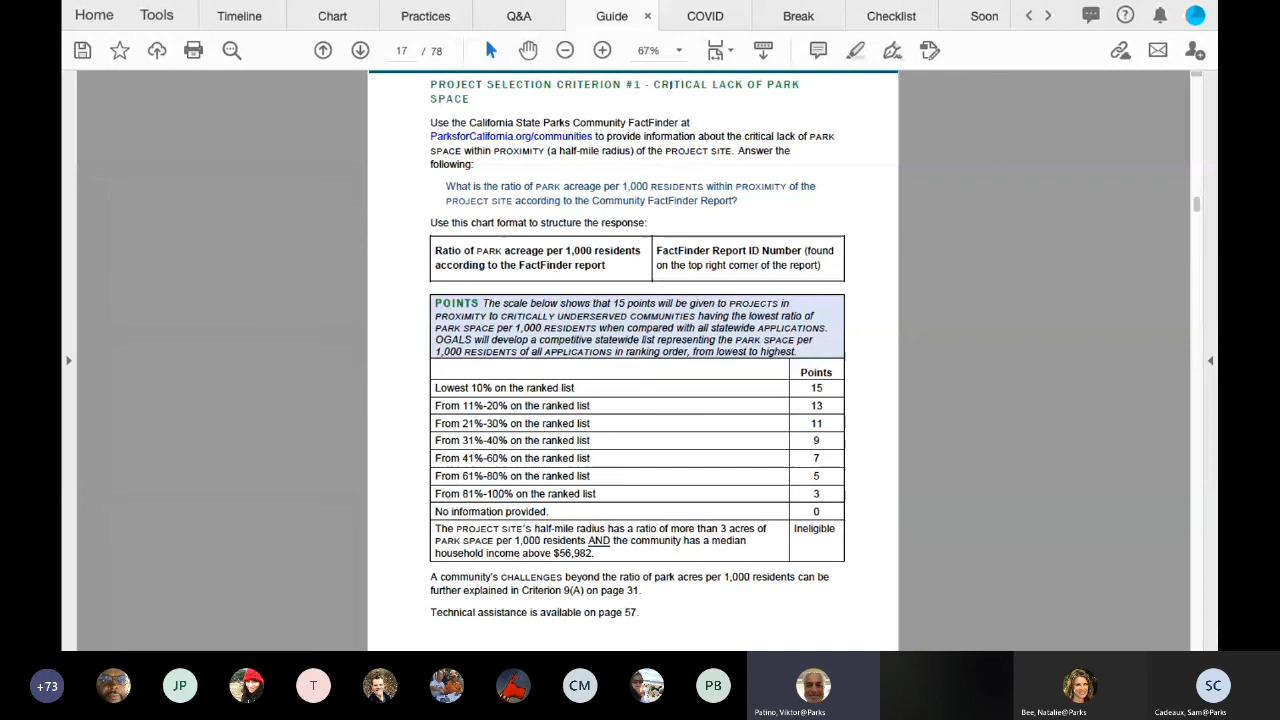 Home Tools Timeline Chart Practices Q&A Guide × COVID Break Checklist Soon
17 / 78 67%
PROJECT SELECTION CRITERION #1 - CRITICAL LACK OF PARK
SPACE
Use the California State Parks Community FactFinder at
ParksforCalifornia.org/communities to provide information about the critical lack of PARK
SPACE within PROXIMITY (a half-mile radius) of the PROJECT SITE. Answer the
following:
What is the ratio of PARK acreage per 1,000 RESIDENTS within PROXIMITY of the
PROJECT SITE according to the Community FactFinder Report?
Use this chart format to structure the response:
Ratio of PARK acreage per 1,000 residents
according to the FactFinder report
FactFinder Report ID Number (found
on the top right corner of the report)
POINTS The scale below shows that 15 points will be given to PROJECTS in
PROXIMITY to CRITICALLY UNDERSERVED COMMUNITIES having the lowest ratio of
PARK SPACE per 1,000 RESIDENTS when compared with all statewide APPLICATIONS.
OGALS will develop a competitive statewide list representing the PARK SPACE per
1,000 RESIDENTS of all APPLICATIONS in ranking order, from lowest to highest.
Points
Lowest 10% on the ranked list 15
From 11%-20% on the ranked list 13
From 21%-30% on the ranked list 11
From 31%-40% on the ranked list 9
From 41%-60% on the ranked list 7
From 61%-80% on the ranked list 5
From 81%-100% on the ranked list 3
No information provided. 0
The PROJECT SITE'S half-mile radius has a ratio of more than 3 acres of Ineligible
PARK SPACE per 1,000 residents AND the community has a median
household income above $56,982.
A community's CHALLENGES beyond the ratio of park acres per 1,000 residents can be
further explained in Criterion 9(A) on page 31.
Technical assistance is available on page 57.
+73 JP T CM PB SC
Patino, Viktor@Parks Bee, Natalie@Parks Cadeaux, Sam@Parks